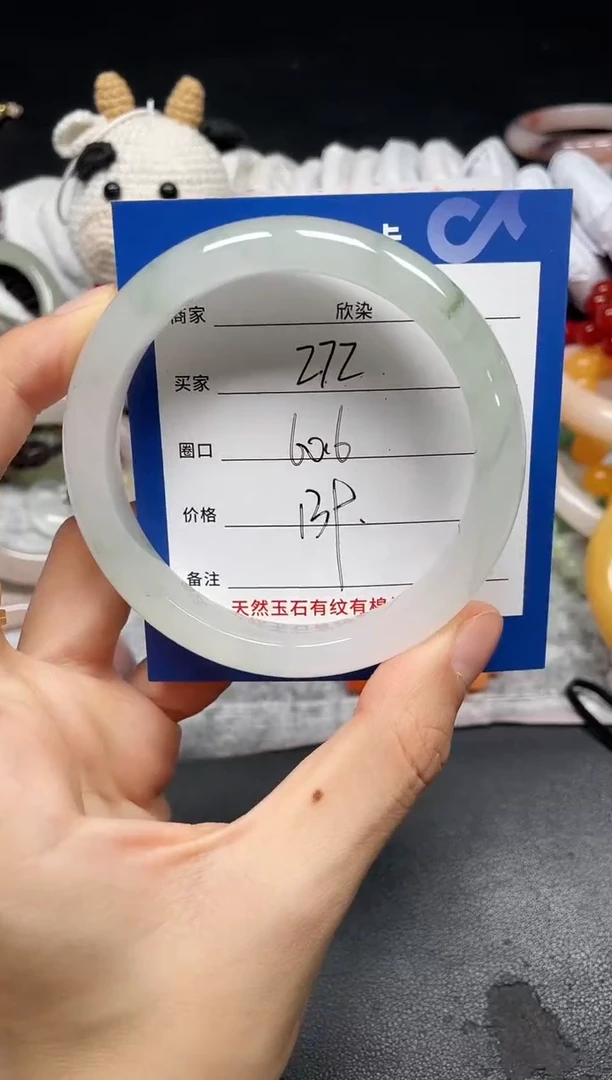 卡
商家 欣染
买家 272
圈口 60.6
价格
备注
天然玉石有纹有棉